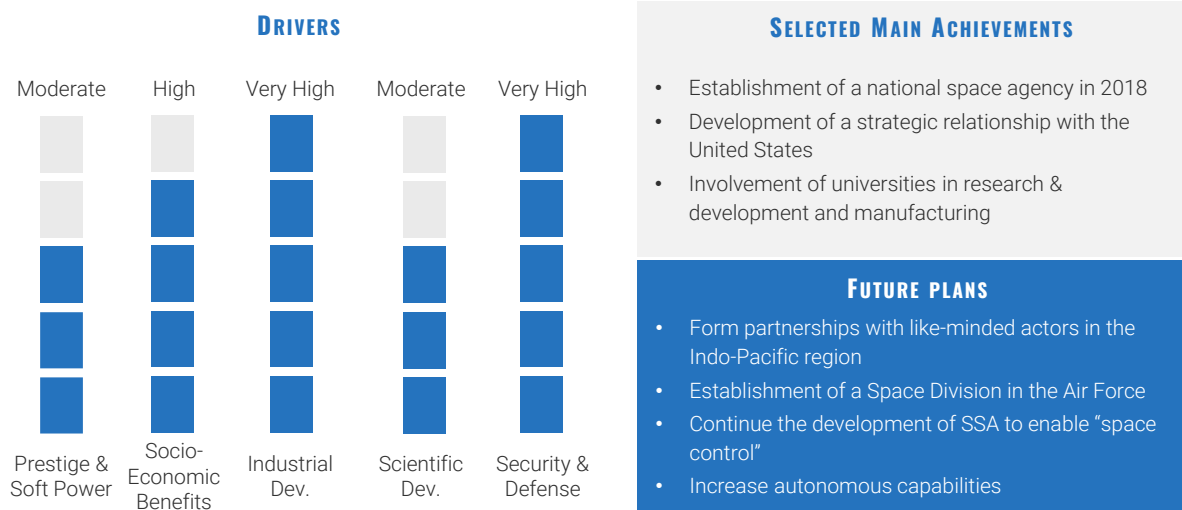 DRIVERS
Moderate
High
Very High
Moderate
Very High
Prestige &
Soft Power
Socio-
Economic
Benefits
Industrial
Dev.
Scientific
Dev.
Security &
Defense
SELECTED MAIN ACHIEVEMENTS
• Establishment of a national space agency in 2018
• Development of a strategic relationship with the
United States
• Involvement of universities in research &
development and manufacturing
FUTURE PLANS
• Form partnerships with like-minded actors in the
Indo-Pacific region
• Establishment of a Space Division in the Air Force
• Continue the development of SSA to enable “space
control”
• Increase autonomous capabilities